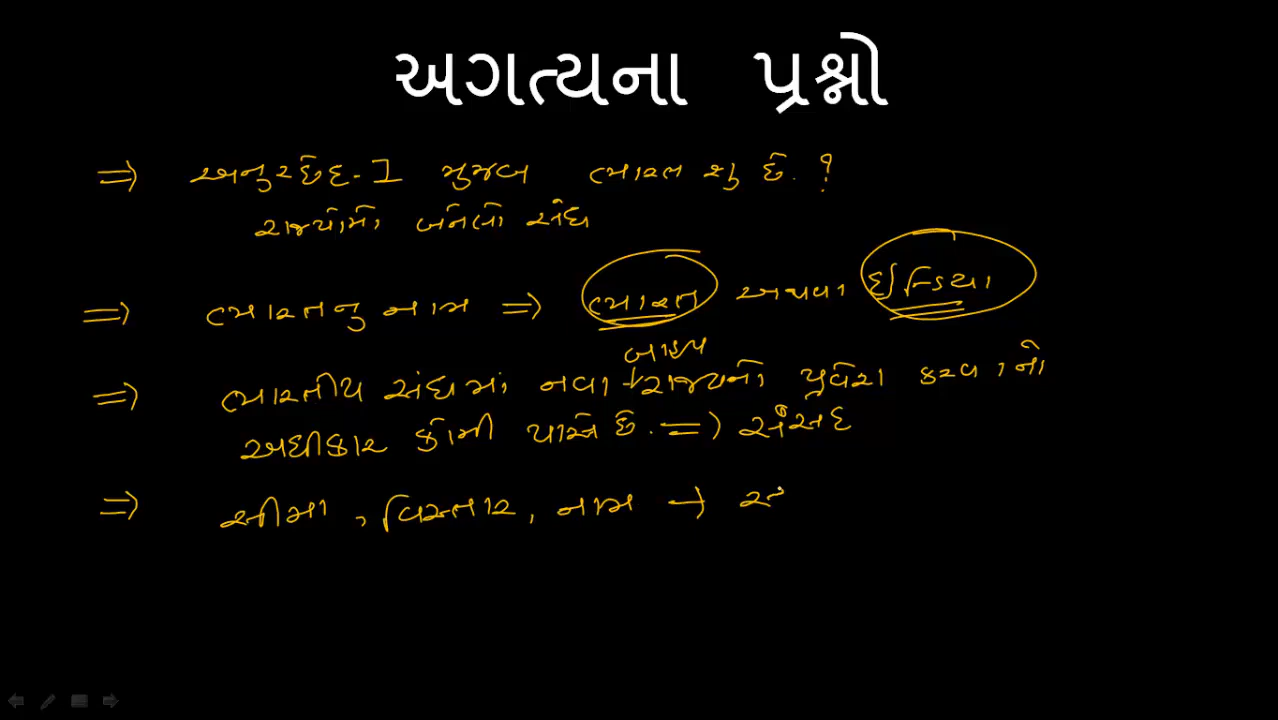 અગત્યના પ્રશ્નો
⇒ અનુચ્છેદ-1 મુજબ ભારત શું છે. ?
રાજ્યોનો બનેલો સંઘ
⇒ ભારતનુ નામ ⇒ ભારત અથવા ઈન્ડિયા
બાહ્ય
⇒ ભારતીય સંઘમાં નવા રાજ્યનો પ્રવેશ કરવાનો
અધીકાર કોની પાસે છે. ⇒ સંસદ
⇒ સીમા , વિસ્તાર, નામ → સ